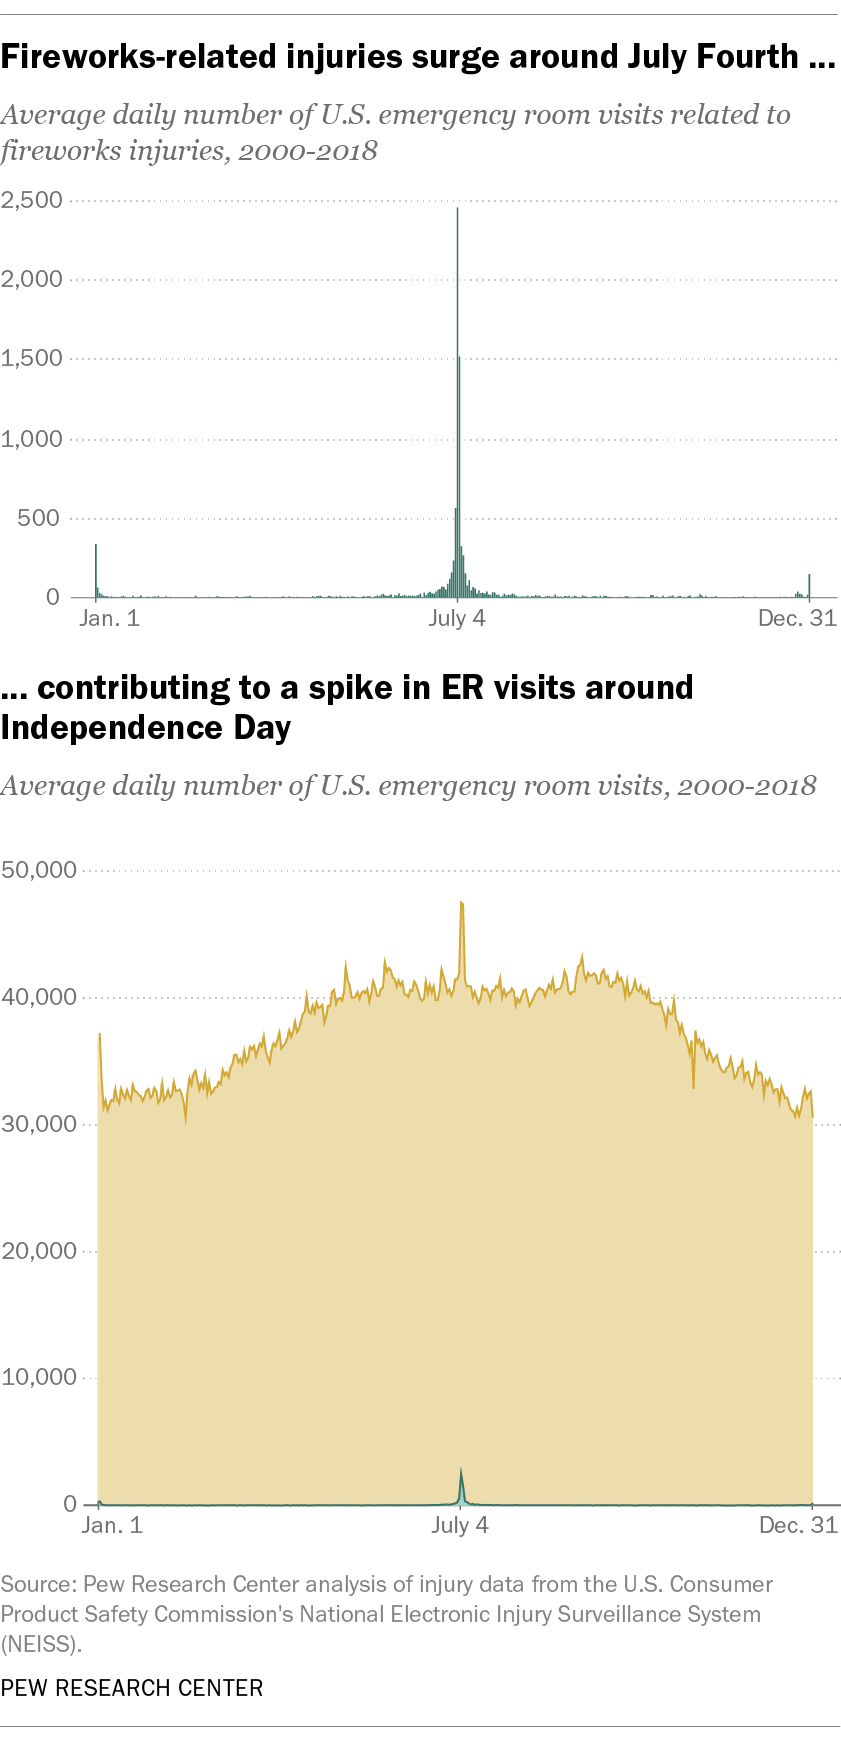 Fireworks-related injuries surge around July Fourth ...
Average daily number of U.S. emergency room visits related to
fireworks injuries, 2000-2018
2,500
2,000
1,500
1,000
500
0
Jan. 1
July 4
Dec. 31
... contributing to a spike in ER visits around
Independence Day
Average daily number of U.S. emergency room visits, 2000-2018
50,000
40,000
30,000
20,000
10,000
0
Jan. 1
July 4
Dec. 31
Source: Pew Research Center analysis of injury data from the U.S. Consumer
Product Safety Commission's National Electronic Injury Surveillance System
(NEISS).
PEW RESEARCH CENTER